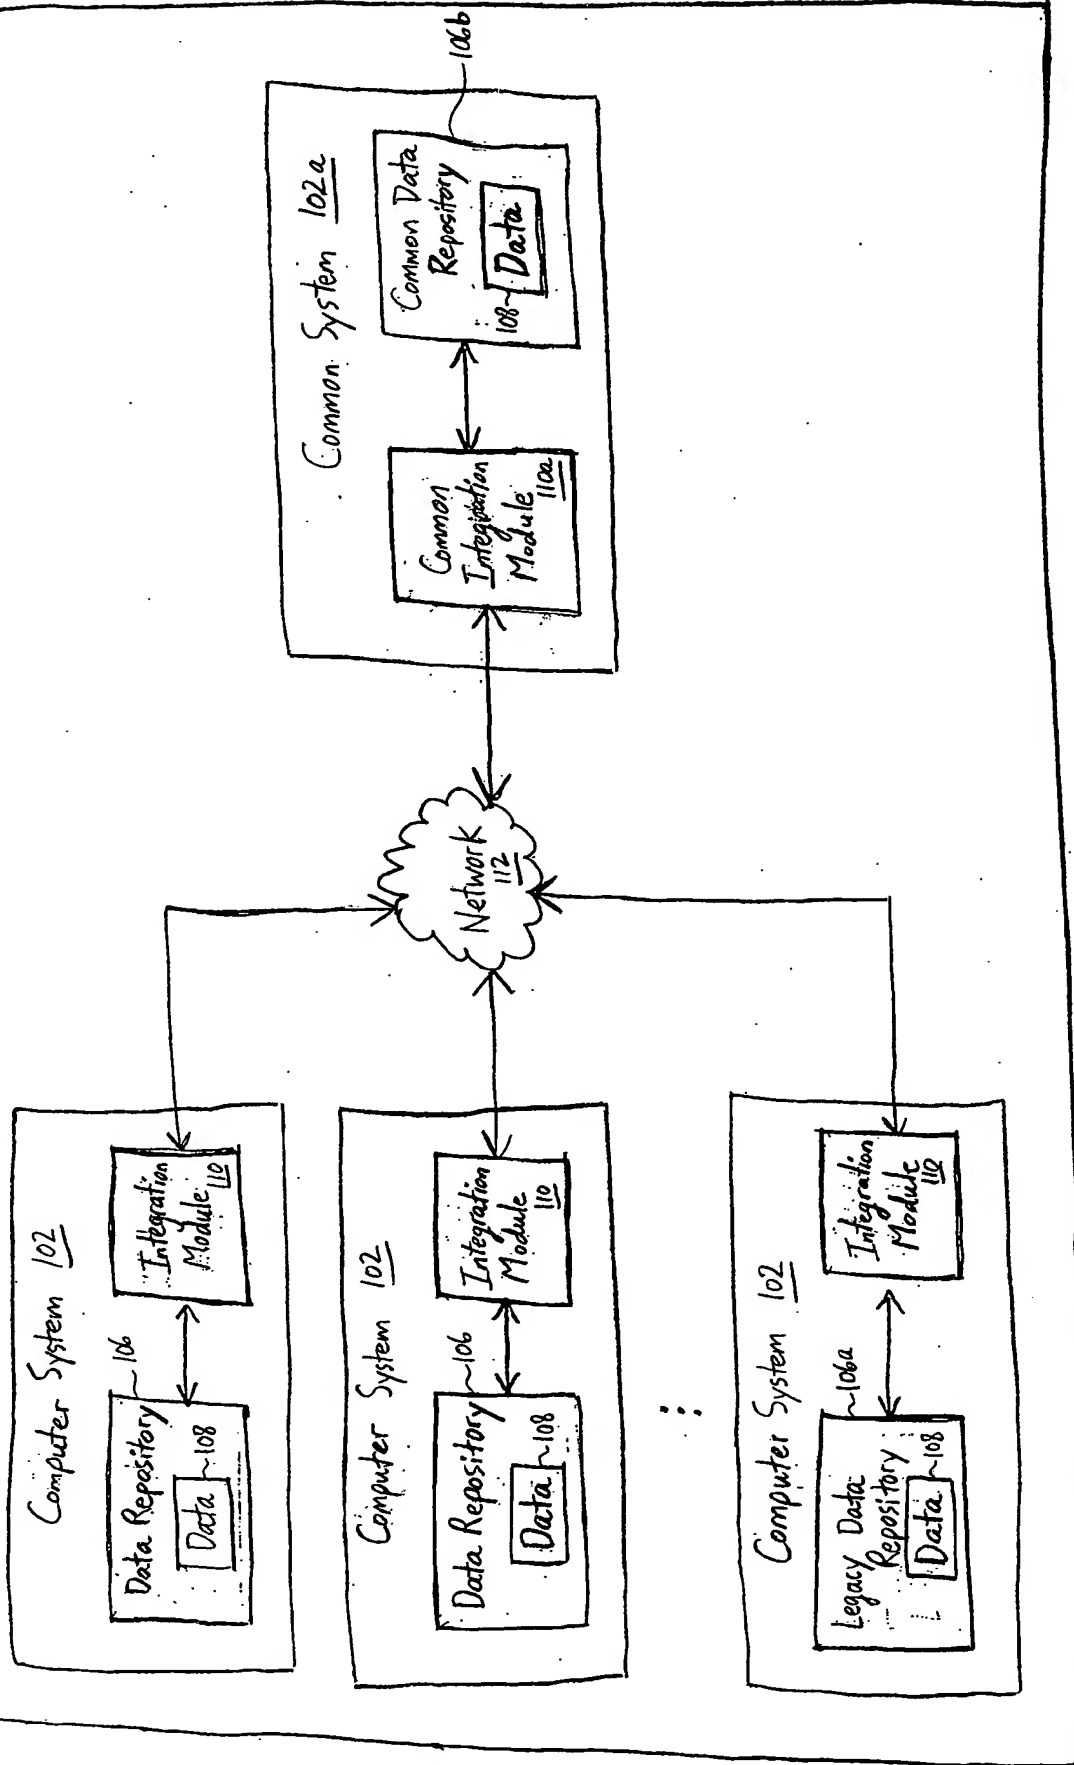 Computer System 102
Data Repository
106
Data
108
Integration
Module
110
Computer System 102
Data Repository
106
Data
108
Integration
Module
110
Computer System 102
Legacy Data
Repository
106a
Data
108
Integration
Module
110
Network
112
Common System 102a
Common
Integration
Module
110a
Common Data
Repository
106b
108
Data